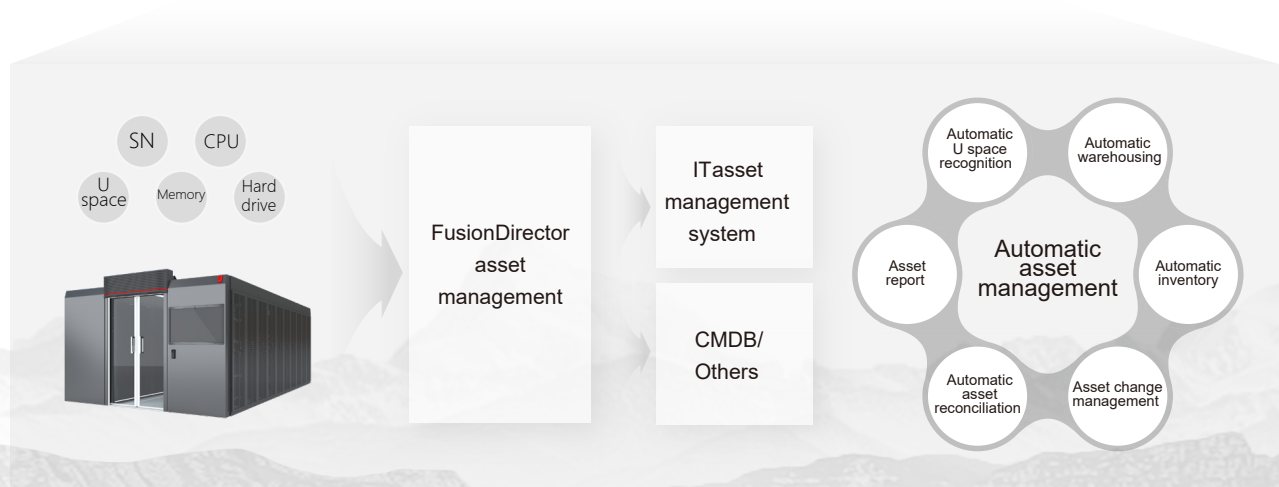 SN
CPU
U
space
Memory
Hard
drive
FusionDirector
asset
management
ITasset
management
system
CMDB/
Others
Automatic
U space
recognition
Automatic
warehousing
Asset
report
Automatic
asset
management
Automatic
inventory
Automatic
asset
reconciliation
Asset change
management